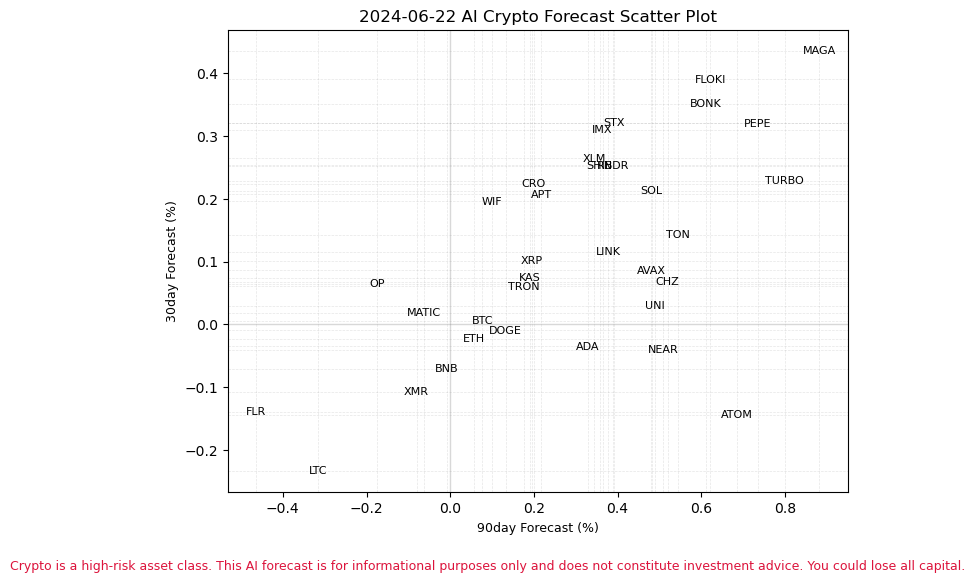 2024-06-22 AI Crypto Forecast Scatter Plot
MAGA
0.4
FLOKI
BONK
STX
PEPE
0.3
IMX
XLM
SHIB
RNDR
TURBO
CRO
SOL
0.2
APT
WIF
TON
LINK
0.1
XRP
AVAX
KAS
CHZ
OP
TRON
UNI
MATIC
BTC
0.0
DOGE
ETH
ADA
NEAR
BNB
−0.1
XMR
FLR
ATOM
−0.2
LTC
30day Forecast (%)
−0.4 −0.2 0.0 0.2 0.4 0.6 0.8
90day Forecast (%)
Crypto is a high-risk asset class. This AI forecast is for informational purposes only and does not constitute investment advice. You could lose all capital.